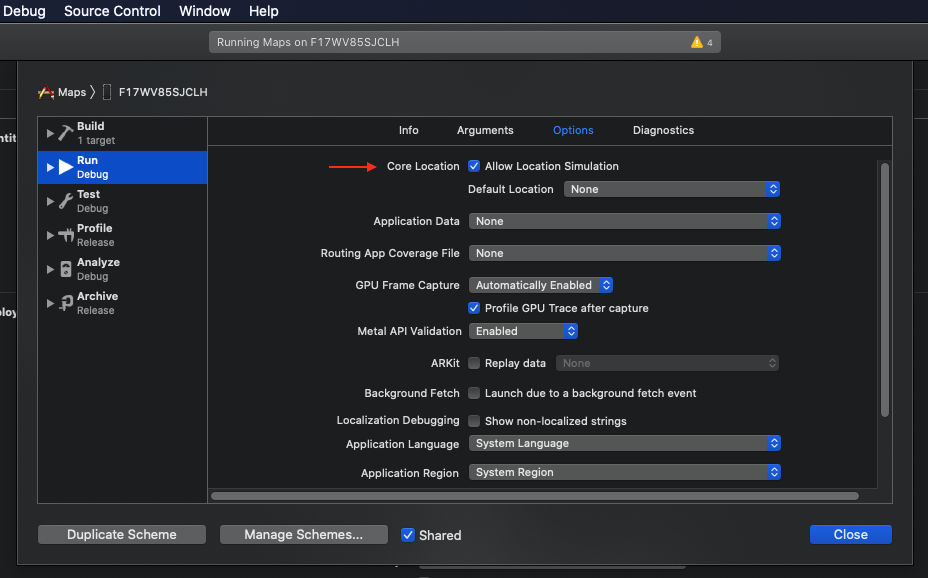 Debug Source Control Window Help
Running Maps on F17WV85SJCLH 4
Maps F17WV85SJCLH
Build
1 target
Run
Debug
Test
Debug
Profile
Release
Analyze
Debug
Archive
Release
Info Arguments Options Diagnostics
Core Location Allow Location Simulation
Default Location None
Application Data None
Routing App Coverage File None
GPU Frame Capture Automatically Enabled
Profile GPU Trace after capture
Metal API Validation Enabled
ARKit Replay data None
Background Fetch Launch due to a background fetch event
Localization Debugging Show non-localized strings
Application Language System Language
Application Region System Region
Duplicate Scheme Manage Schemes... Shared Close